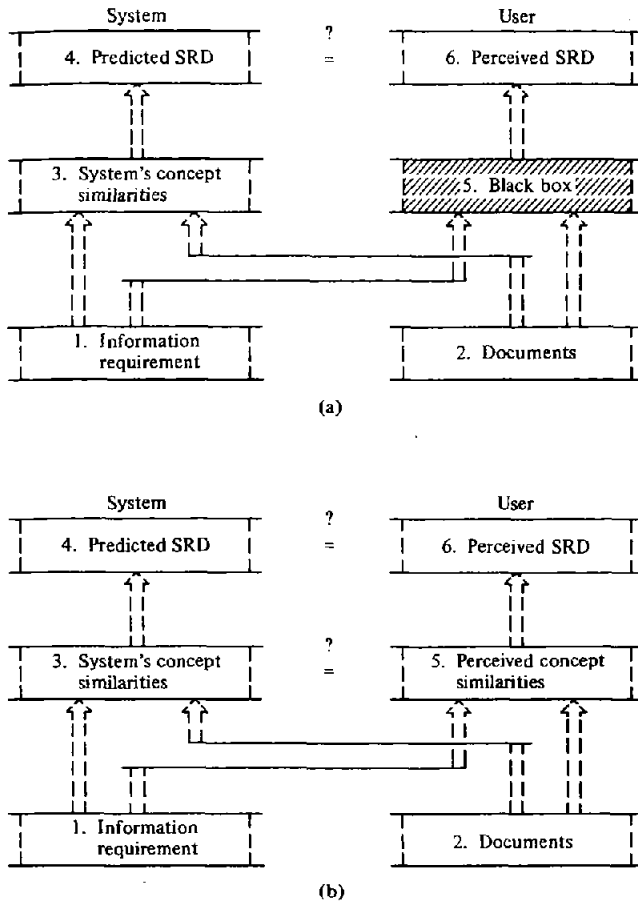 System User
?
4. Predicted SRD = 6. Perceived SRD
3. System's concept
similarities
5. Black box
1. Information
requirement
2. Documents
(a)
System User
?
4. Predicted SRD = 6. Perceived SRD
?
3. System's concept = 5. Perceived concept
similarities similarities
1. Information
requirement
2. Documents
(b)